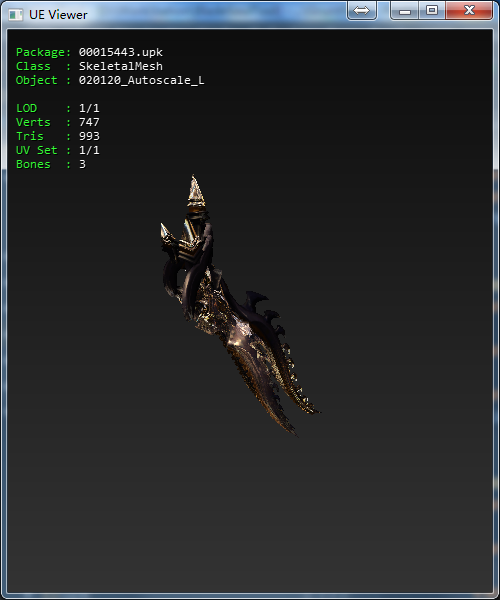 UE Viewer
Package: 00015443.upk
Class : SkeletalMesh
Object : 020120_Autoscale_L
LOD : 1/1
Verts : 747
Tris : 993
UV Set : 1/1
Bones : 3